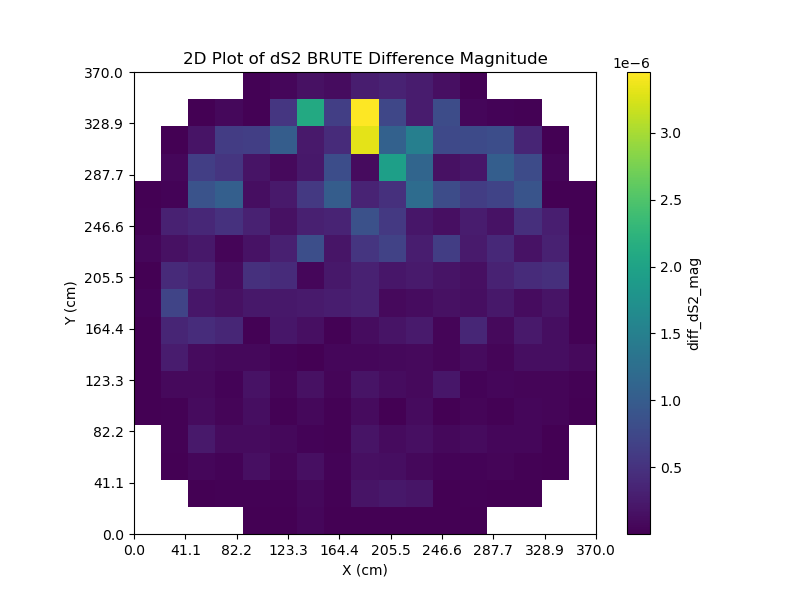 2D Plot of dS2 BRUTE Difference Magnitude
1e−6
370.0
328.9
287.7
246.6
205.5
164.4
123.3
82.2
41.1
0.0
Y (cm)
0.0 41.1 82.2 123.3 164.4 205.5 246.6 287.7 328.9 370.0
X (cm)
3.0
2.5
2.0
1.5
1.0
0.5
diff_dS2_mag